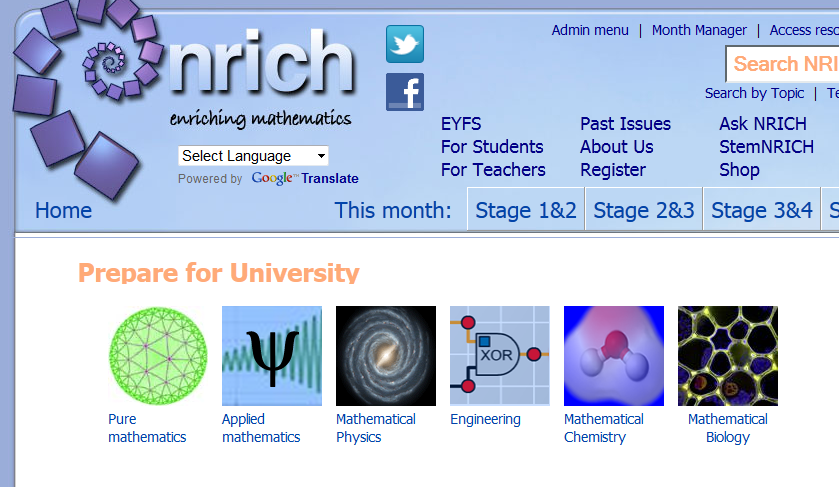 Admin menu | Month Manager | Access reso
nrich
enriching mathematics
Search NRI
Search by Topic | Te
EYFS Past Issues Ask NRICH
For Students About Us StemNRICH
For Teachers Register Shop
Select Language
Powered by Google™ Translate
Home This month: Stage 1&2 Stage 2&3 Stage 3&4 S
Prepare for University
ψ
XOR
Pure mathematics
Applied mathematics
Mathematical Physics
Engineering
Mathematical Chemistry
Mathematical Biology